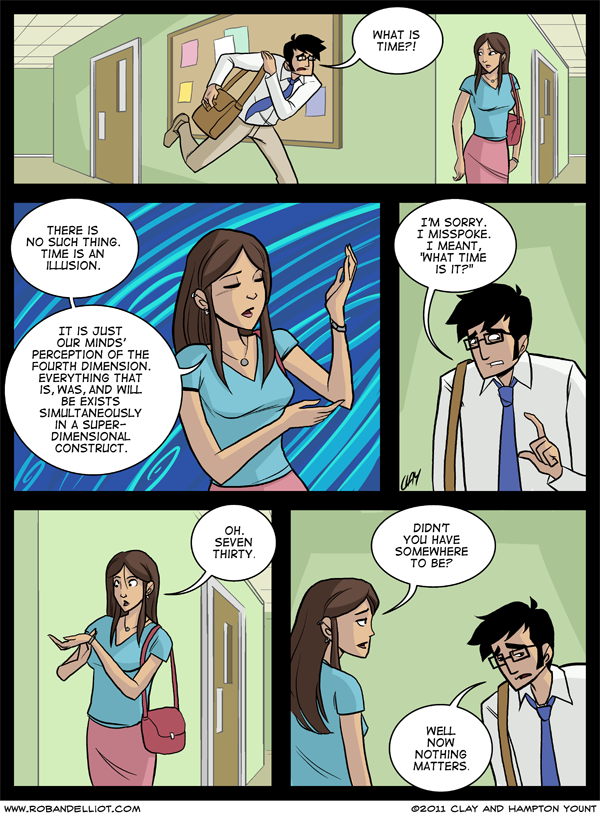 WHAT IS
TIME?!
THERE IS
NO SUCH THING.
TIME IS AN
ILLUSION.
IT IS JUST
OUR MINDS'
PERCEPTION OF THE
FOURTH DIMENSION.
EVERYTHING THAT
IS, WAS, AND WILL
BE EXISTS
SIMULTANEOUSLY
IN A SUPER-
DIMENSIONAL
CONSTRUCT.
I'M SORRY.
I MISSPOKE.
I MEANT,
"WHAT TIME
IS IT?"
CLAY
OH.
SEVEN
THIRTY.
DIDN'T
YOU HAVE
SOMEWHERE
TO BE?
WELL
NOW
NOTHING
MATTERS.
WWW.ROBANDELLIOT.COM
©2011 CLAY AND HAMPTON YOUNT